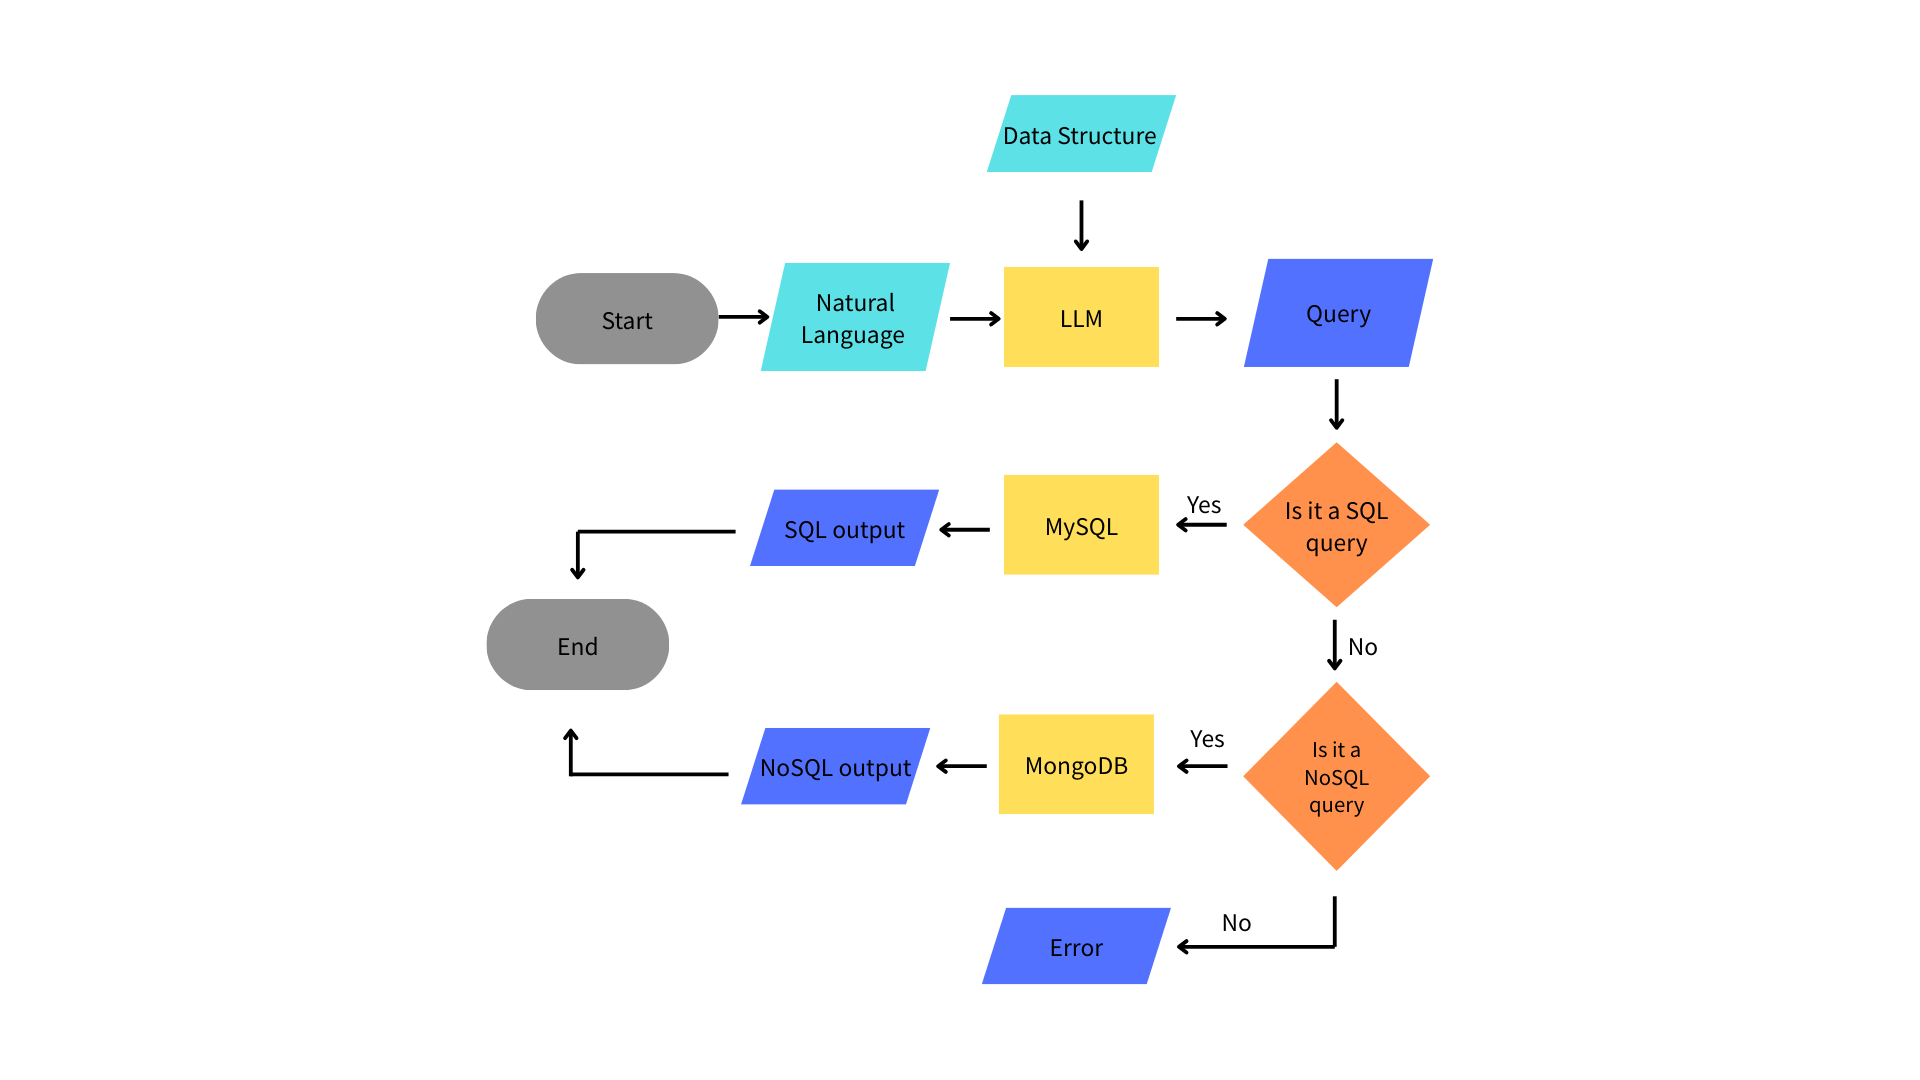 Data Structure
Start
Natural
Language
LLM
Query
SQL output
MySQL
Yes
Is it a SQL
query
End
No
NoSQL output
MongoDB
Yes
Is it a
NoSQL
query
Error
No